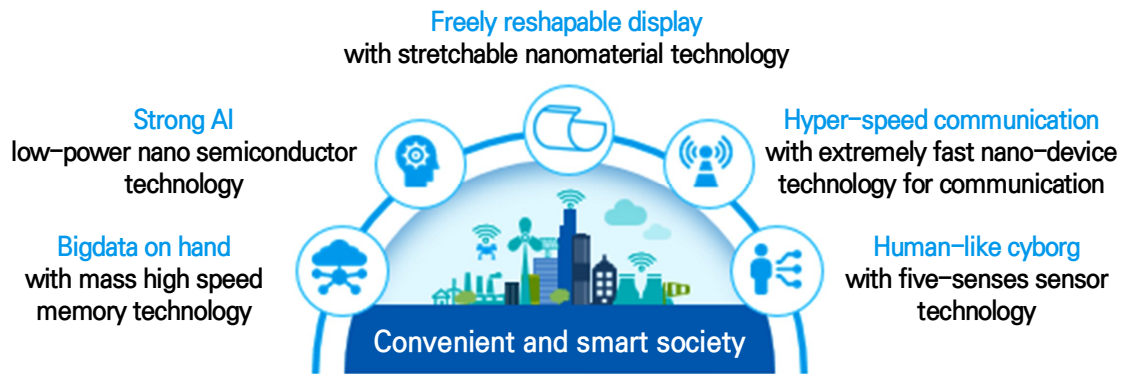 Freely reshapable display
with stretchable nanomaterial technology
Strong AI
low-power nano semiconductor
technology
Hyper-speed communication
with extremely fast nano-device
technology for communication
Bigdata on hand
with mass high speed
memory technology
Human-like cyborg
with five-senses sensor
technology
Convenient and smart society